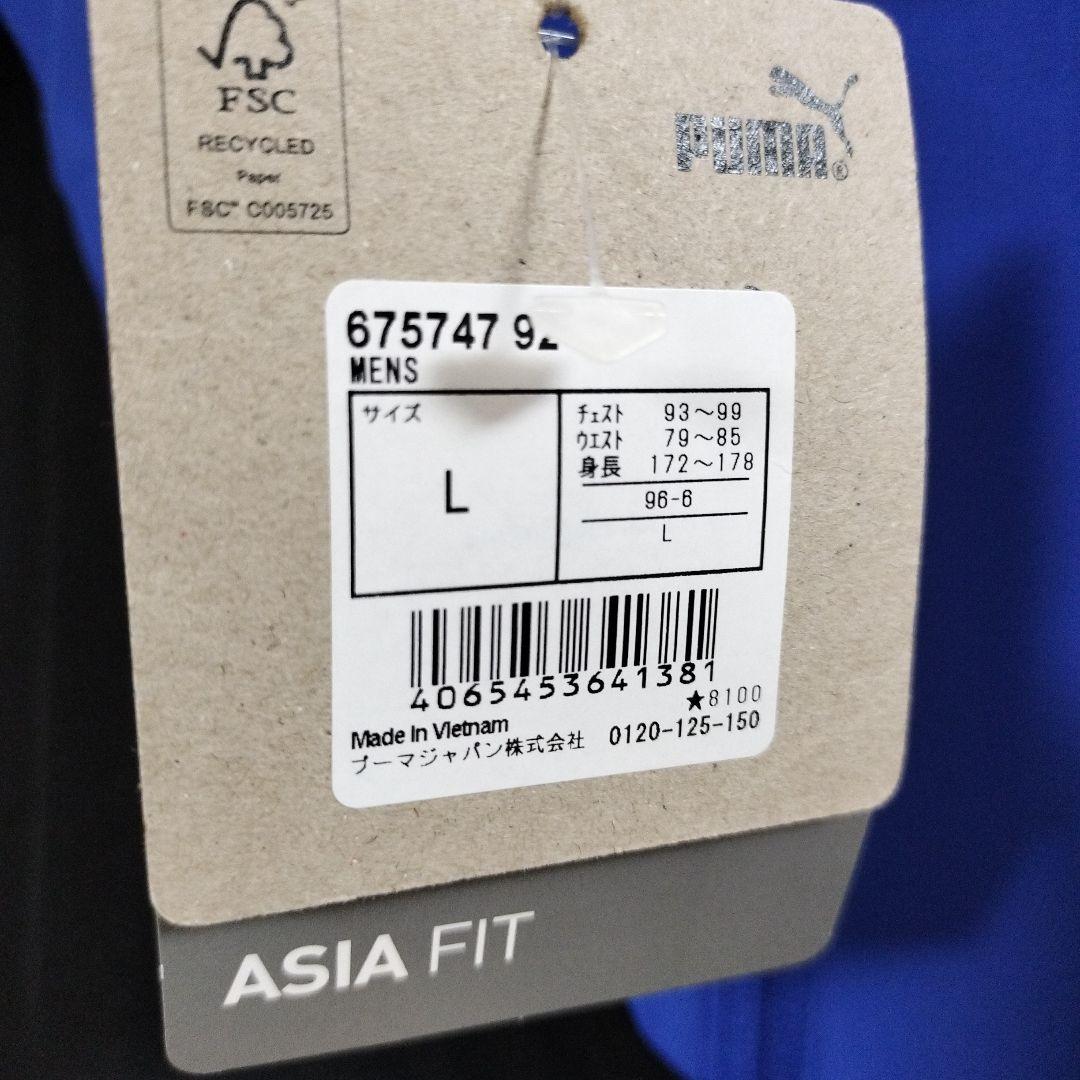 FSC
RECYCLED
Paper
FSC® C005725
PUMA®
675747 92
MENS
サイズ
L
チェスト 93～99
ウエスト 79～85
身長 172～178
96-6
L
4065453641381
★8100
Made In Vietnam
プーマジャパン株式会社 0120-125-150
ASIA FIT